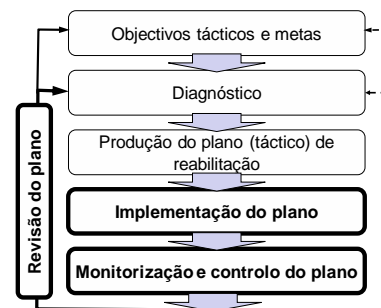 Objectivos tácticos e metas
Diagnóstico
Produção do plano (táctico) de
reabilitação
Implementação do plano
Monitorização e controlo do plano
Revisão do plano